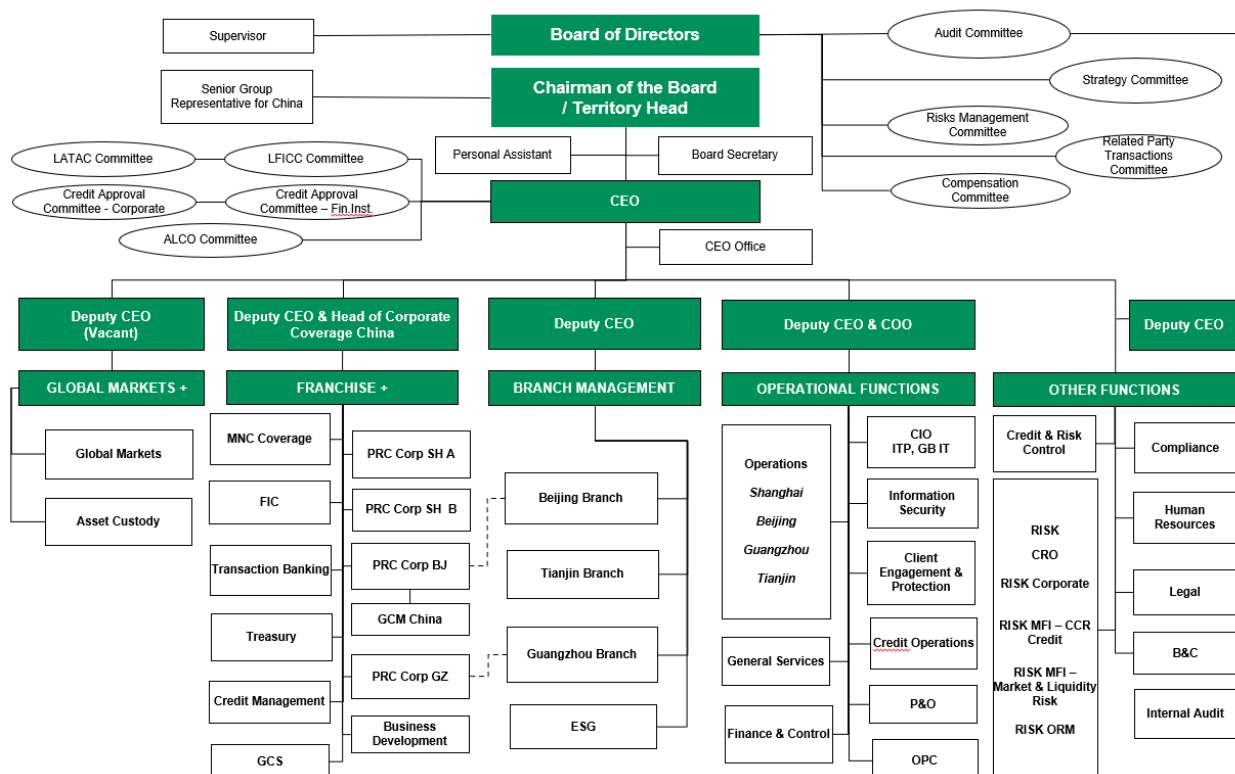 Supervisor
Board of Directors
Audit Committee
Strategy Committee
Senior Group
Representative for China
Chairman of the Board
/ Territory Head
Risks Management
Committee
Related Party
Transactions
Committee
Compensation
Committee
Personal Assistant
Board Secretary
LATAC Committee
LFICC Committee
Credit Approval
Committee - Corporate
Credit Approval
Committee – Fin.Inst.
ALCO Committee
CEO
CEO Office
Deputy CEO
(Vacant)
Deputy CEO & Head of Corporate
Coverage China
Deputy CEO
Deputy CEO & COO
Deputy CEO
GLOBAL MARKETS +
FRANCHISE +
BRANCH MANAGEMENT
OPERATIONAL FUNCTIONS
OTHER FUNCTIONS
Global Markets
Asset Custody
MNC Coverage
FIC
Transaction Banking
Treasury
Credit Management
GCS
PRC Corp SH A
PRC Corp SH B
PRC Corp BJ
GCM China
PRC Corp GZ
Business
Development
Beijing Branch
Tianjin Branch
Guangzhou Branch
ESG
Operations
Shanghai
Beijing
Guangzhou
Tianjin
General Services
Finance & Control
CIO
ITP, GB IT
Information
Security
Client
Engagement &
Protection
Credit Operations
P&O
OPC
Credit & Risk
Control
RISK
CRO
RISK Corporate
RISK MFI – CCR
Credit
RISK MFI –
Market & Liquidity
Risk
RISK ORM
Compliance
Human
Resources
Legal
B&C
Internal Audit